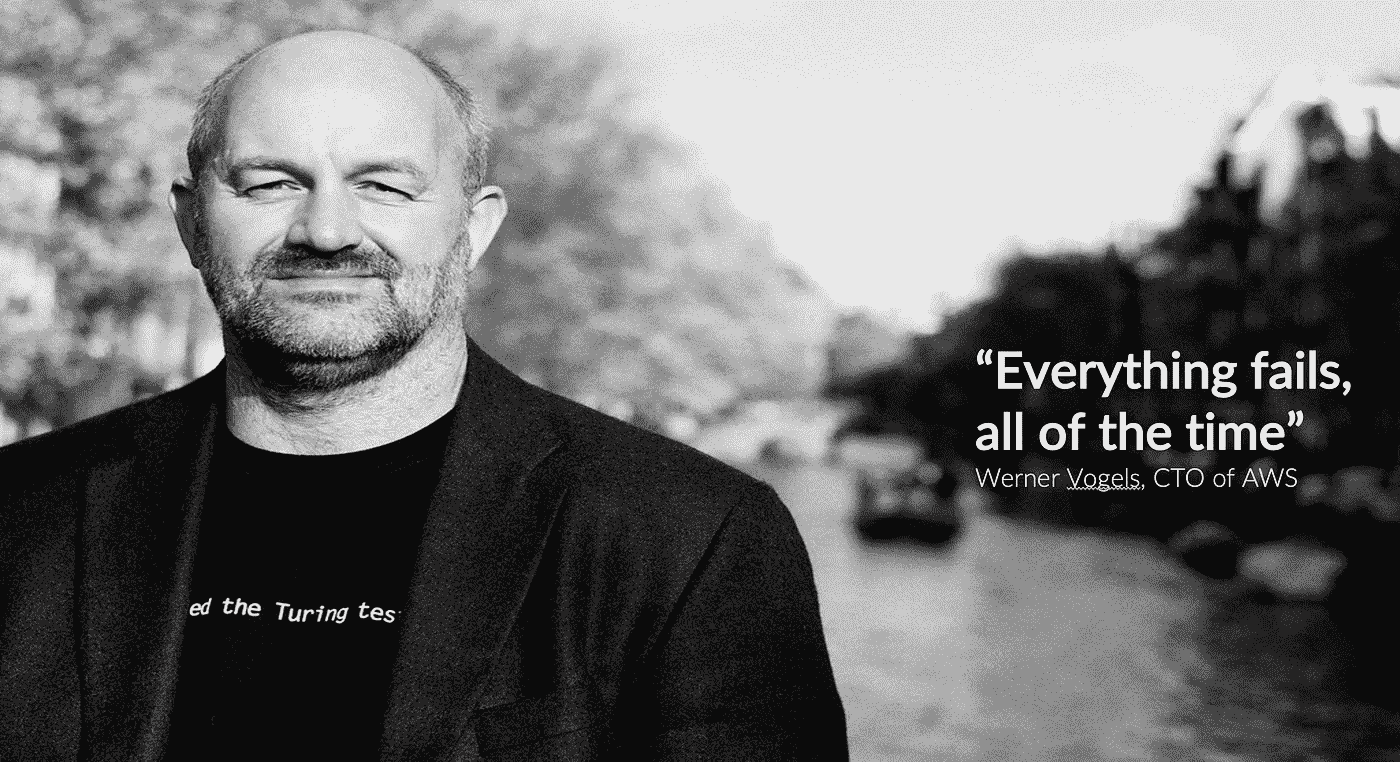 ed the Turing tes
“Everything fails,
all of the time”
Werner Vogels, CTO of AWS